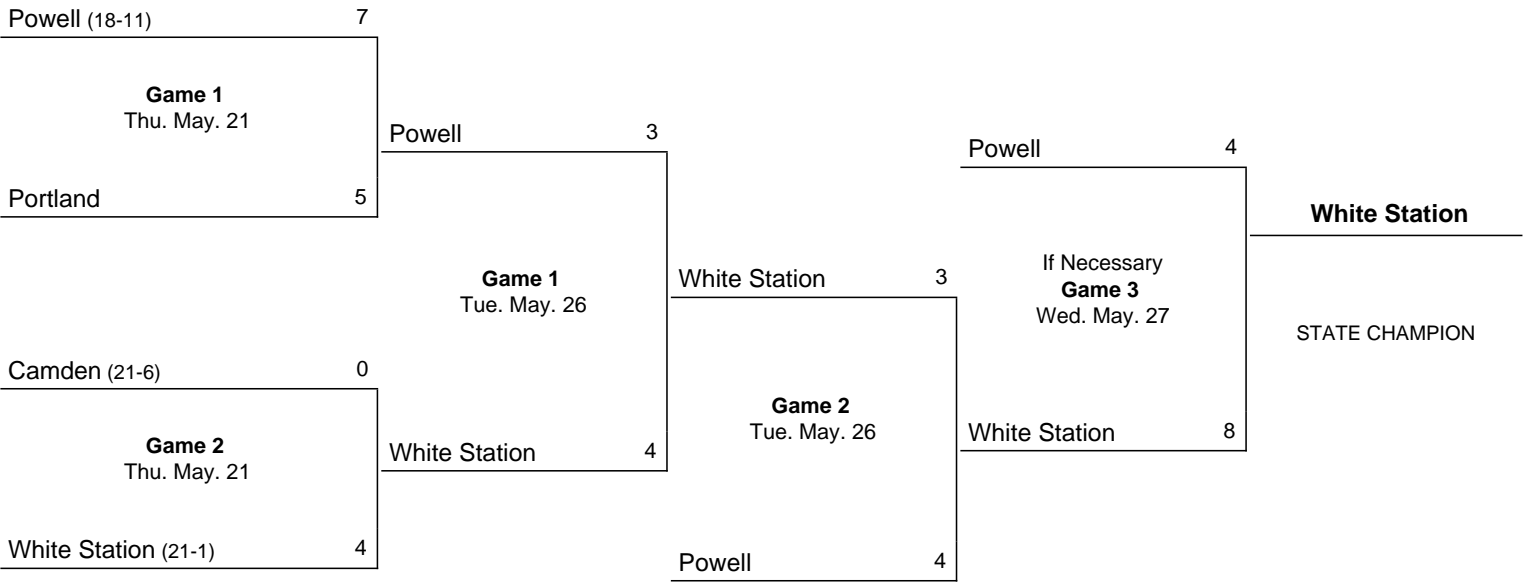 Powell (18-11) 7
Game 1
Thu. May. 21
Portland 5
Camden (21-6) 0
Game 2
Thu. May. 21
White Station (21-1) 4
Powell 3
Game 1
Tue. May. 26
White Station 4
White Station 3
Game 2
Tue. May. 26
Powell 4
Powell 4
If Necessary
Game 3
Wed. May. 27
White Station 8
White Station
STATE CHAMPION